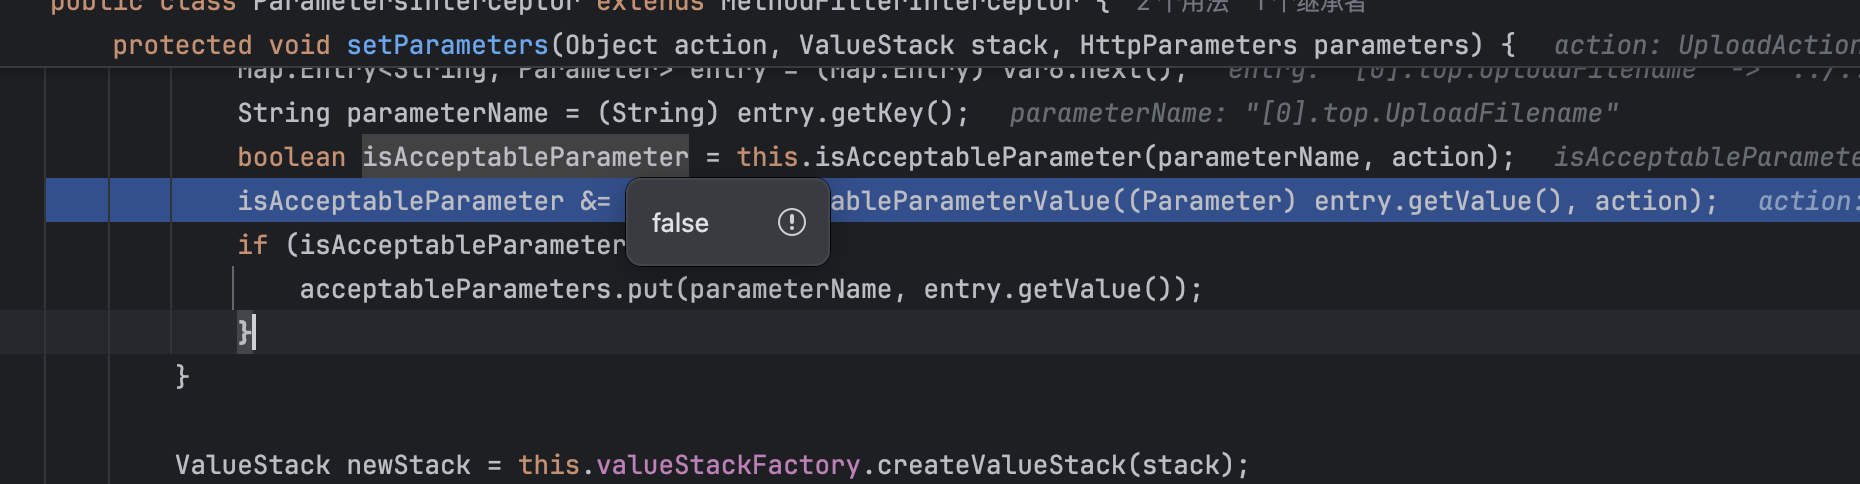 public class ParametersInterceptor extends MethodFilterInterceptor { 2个用法 1个继承者
protected void setParameters(Object action, ValueStack stack, HttpParameters parameters) { action: UploadAction
Map.Entry<String, Parameter> entry = (Map.Entry) var6.next(); entry: "[0].top.UploadFilename" -> "../..
String parameterName = (String) entry.getKey(); parameterName: "[0].top.UploadFilename"
boolean isAcceptableParameter = this.isAcceptableParameter(parameterName, action); isAcceptableParamete
isAcceptableParameter &= ableParameterValue((Parameter) entry.getValue(), action); action:
false
if (isAcceptableParameter
acceptableParameters.put(parameterName, entry.getValue());
}
}
ValueStack newStack = this.valueStackFactory.createValueStack(stack);